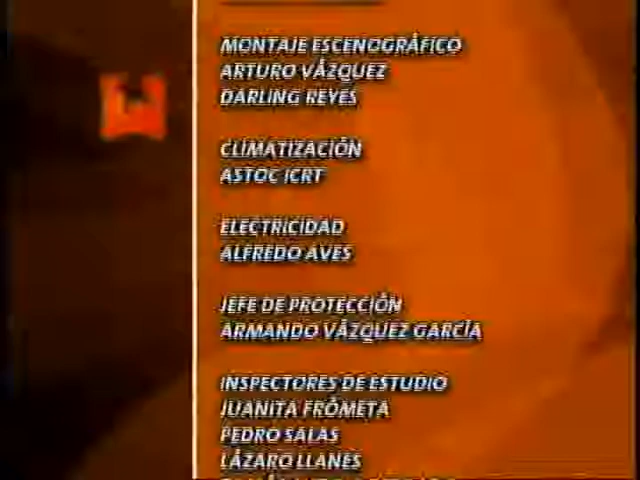 MONTAJE ESCENOGRÁFICO
ARTURO VÁZQUEZ
DARLING REYES
CLIMATIZACIÓN
ASTOC ICRT
ELECTRICIDAD
ALFREDO AVES
JEFE DE PROTECCIÓN
ARMANDO VÁZQUEZ GARCÍA
INSPECTORES DE ESTUDIO
JUANITA FRÓMETA
PEDRO SALAS
LÁZARO LLANES